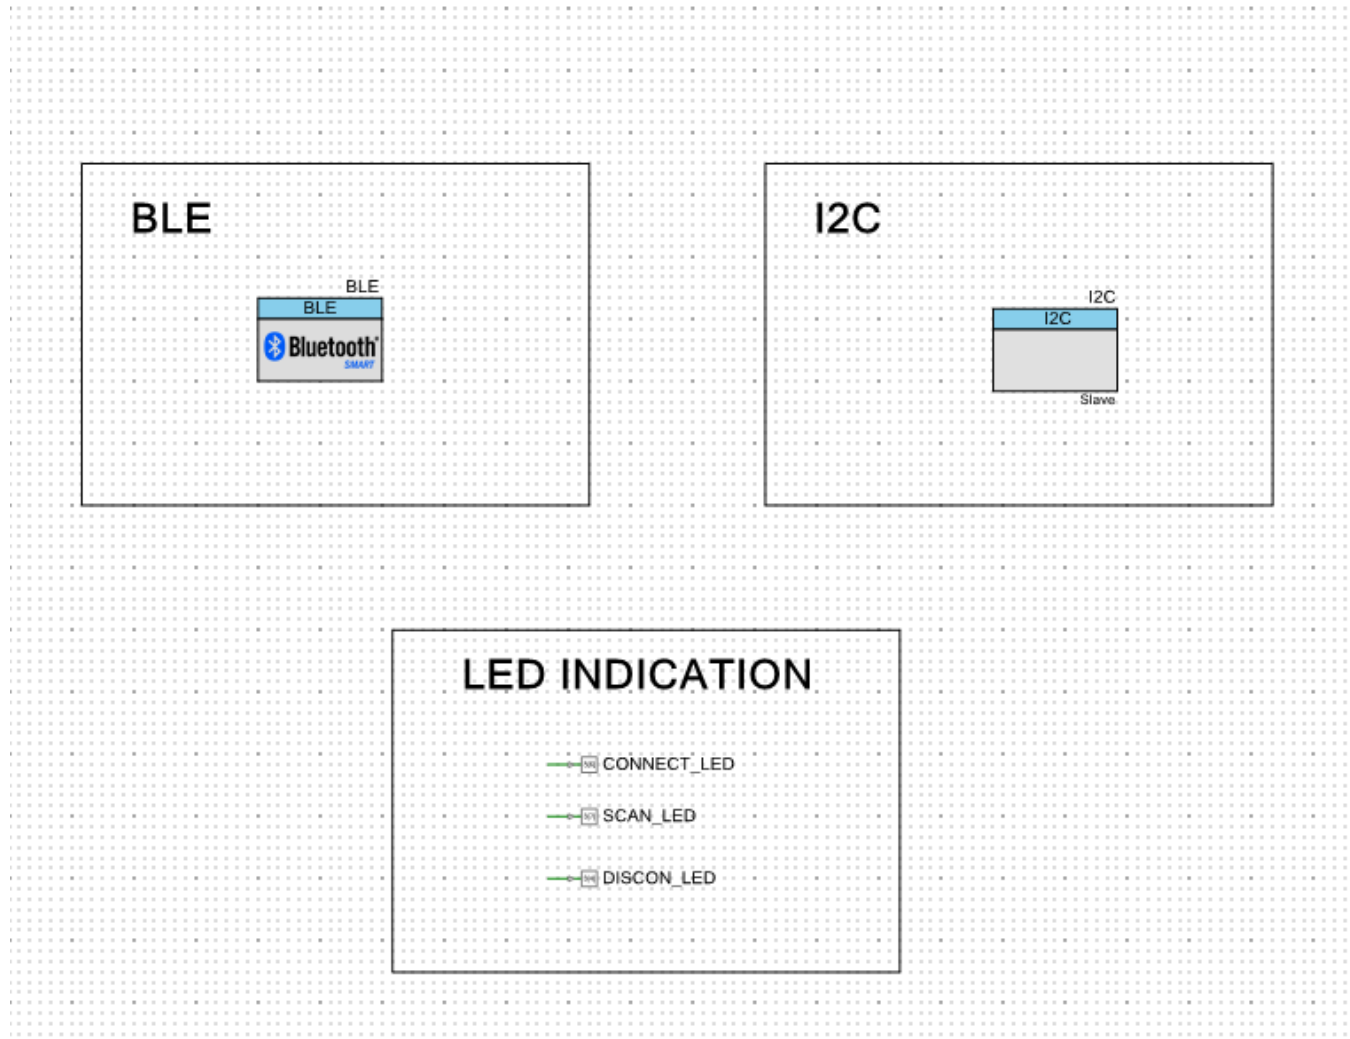 BLE
BLE
BLE
Bluetooth
SMART
I2C
I2C
I2C
Slave
LED INDICATION
CONNECT_LED
SCAN_LED
DISCON_LED